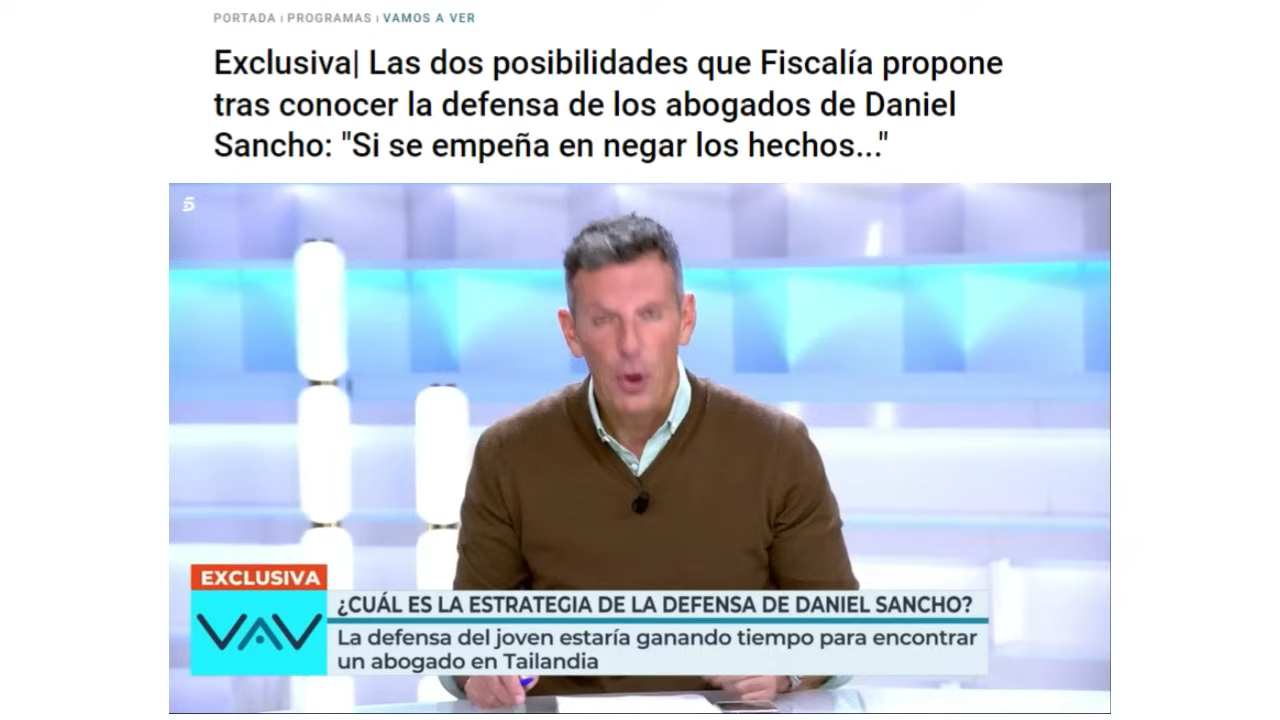 PORTADA | PROGRAMAS | VAMOS A VER
Exclusiva| Las dos posibilidades que Fiscalía propone
tras conocer la defensa de los abogados de Daniel
Sancho: "Si se empeña en negar los hechos..."
5
EXCLUSIVA
VAV
¿CUÁL ES LA ESTRATEGIA DE LA DEFENSA DE DANIEL SANCHO?
La defensa del joven estaría ganando tiempo para encontrar
un abogado en Tailandia